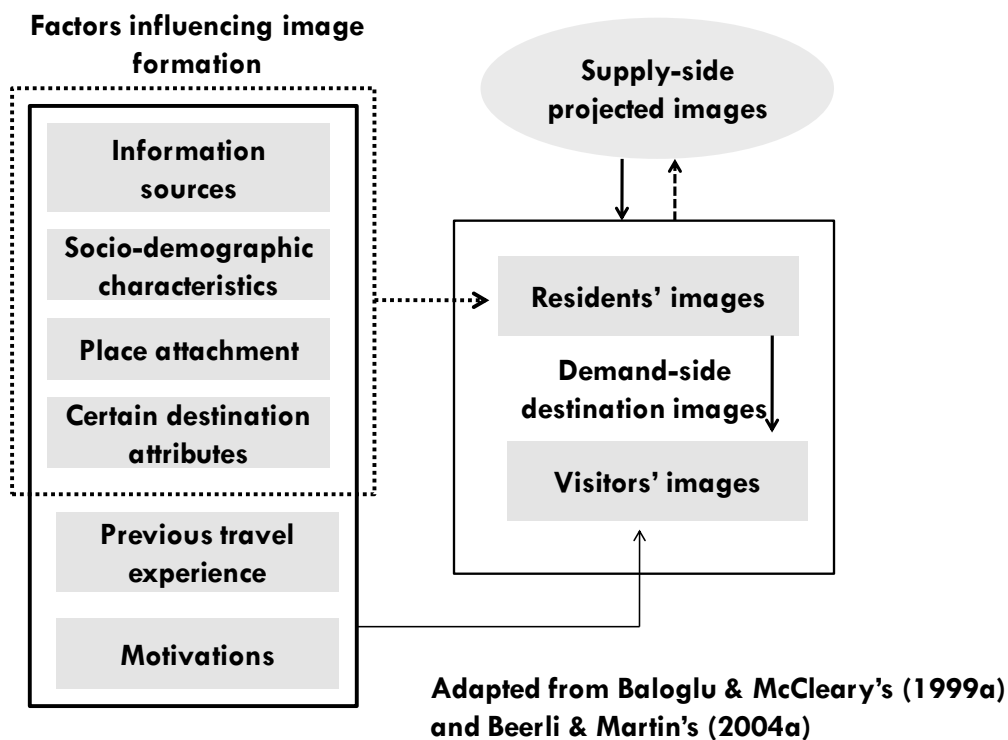 Factors influencing image
formation
Information
sources
Socio-demographic
characteristics
Place attachment
Certain destination
attributes
Previous travel
experience
Motivations
Supply-side
projected images
Residents’ images
Demand-side
destination images
Visitors’ images
Adapted from Baloglu & McCleary’s (1999a)
and Beerli & Martin’s (2004a)